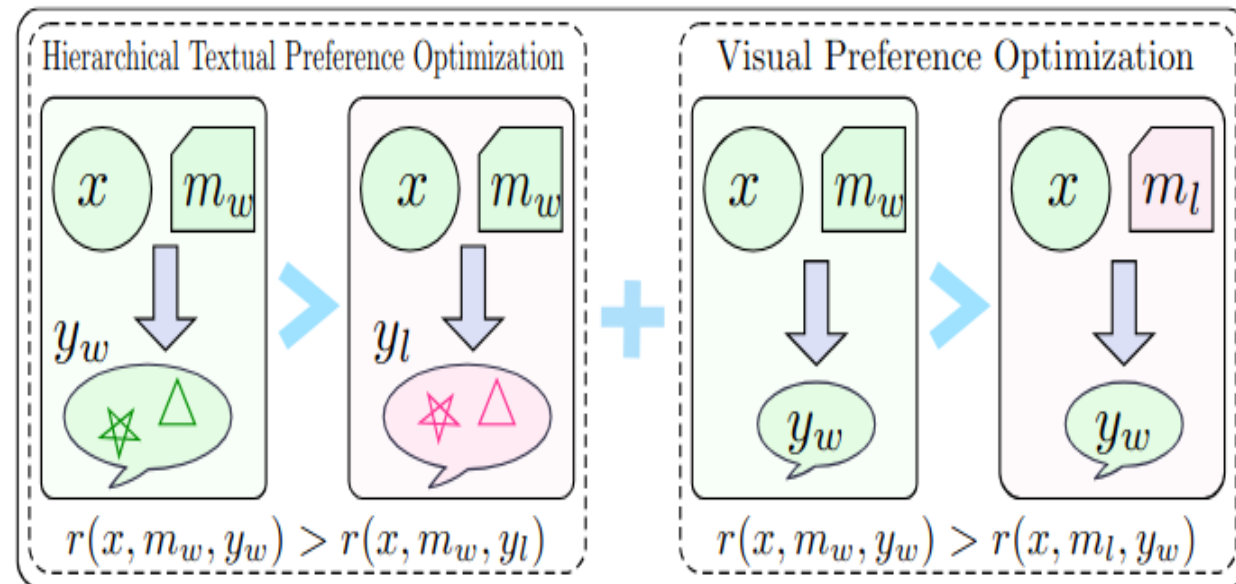 Hierarchical Textual Preference Optimization
x m_w
y_w
>
x m_w
y_l
r(x, m_w, y_w) > r(x, m_w, y_l)
+
Visual Preference Optimization
x m_w
y_w
>
x m_l
y_w
r(x, m_w, y_w) > r(x, m_l, y_w)